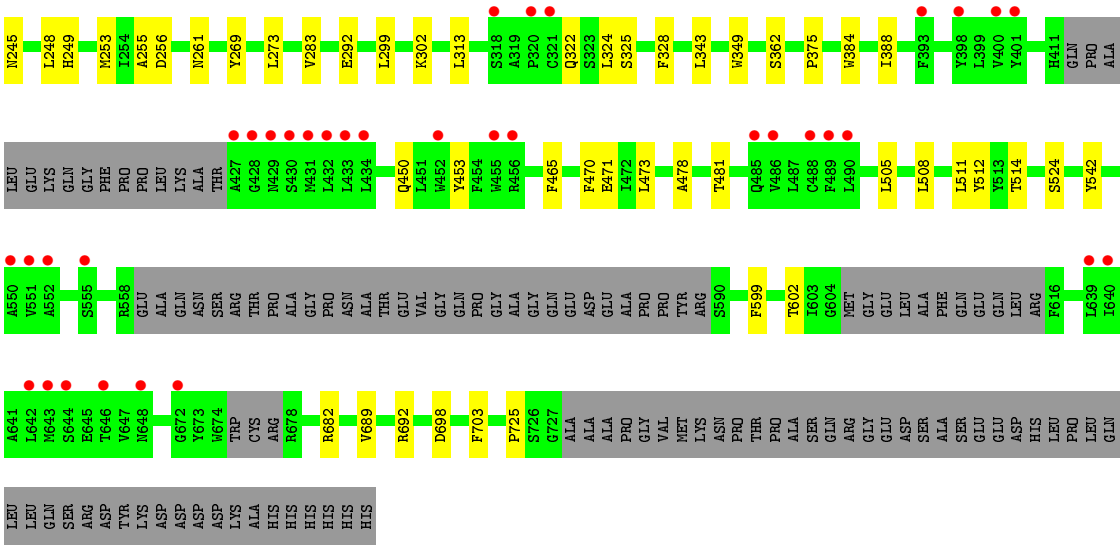 N245 L248 H249 M253 I254 A255 D256 N261 Y269 L273 V283 E292 L299 K302 L313 S318 A319 P320 C321 Q322 S323 L324 S325 F328 L343 W349 S362 P375 W384 I388 F393 Y398 L399 V400 Y401 H411 GLN PRO ALA
LEU GLU LYS GLN GLY PHE PRO PRO LEU LYS ALA THR A427 G428 N429 S430 M431 L432 L433 L434 Q450 L451 W452 Y453 F454 W455 R456 F465 F470 E471 I472 L473 A478 T481 Q485 V486 L487 C488 F489 L490 L505 L508 L511 Y512 Y513 T514 S524 Y542
A550 V551 A552 S555 R558 GLU ALA GLN ASN SER ARG THR PRO ALA GLY PRO ASN ALA THR GLU VAL GLY GLN PRO GLY ALA GLY GLN GLU ASP GLU ALA PRO PRO TYR ARG S590 F599 T602 I603 G604 MET GLY GLU LEU ALA PHE GLN GLU GLN LEU ARG F616 L639 I640
A641 L642 M643 S644 E645 T646 V647 N648 G672 Y673 W674 TRP CYS ARG R678 R682 V689 R692 D698 F703 P725 S726 G727 ALA ALA ALA PRO GLY VAL MET LYS ASN PRO THR PRO ALA SER GLN ARG GLY GLU ASP SER ALA SER GLU GLU ASP HIS LEU PRO LEU GLN
LEU LEU GLN SER ARG ASP TYR LYS ASP ASP ASP ASP LYS ALA HIS HIS HIS HIS HIS HIS